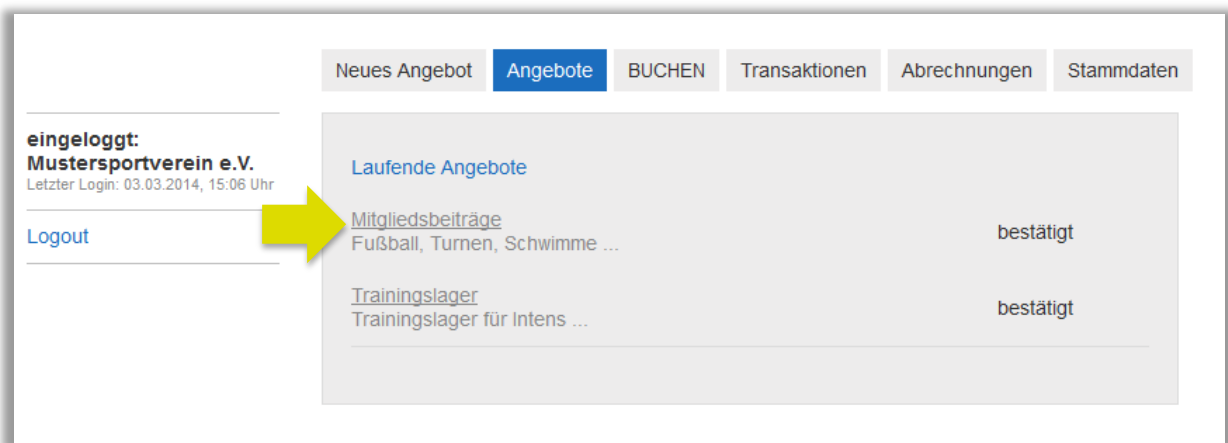 Neues Angebot Angebote BUCHEN Transaktionen Abrechnungen Stammdaten
eingeloggt:
Mustersportverein e.V.
Letzter Login: 03.03.2014, 15:06 Uhr
Logout
Laufende Angebote
Mitgliedsbeiträge
Fußball, Turnen, Schwimme ...
bestätigt
Trainingslager
Trainingslager für Intens ...
bestätigt